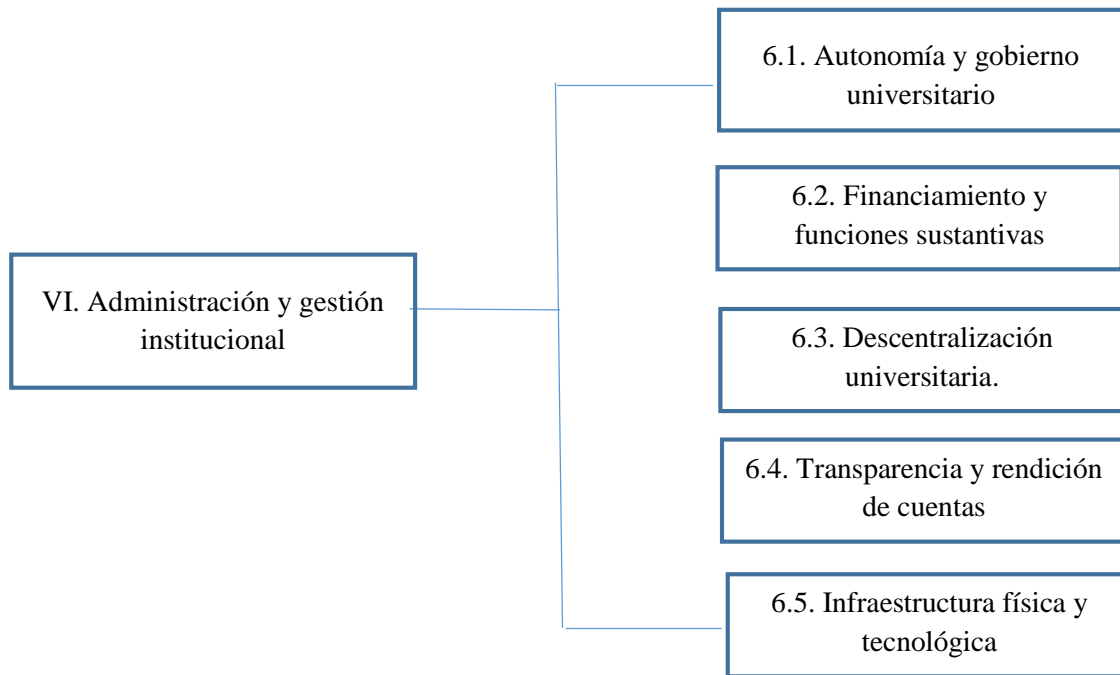 VI. Administración y gestión
institucional
6.1. Autonomía y gobierno
universitario
6.2. Financiamiento y
funciones sustantivas
6.3. Descentralización
universitaria.
6.4. Transparencia y rendición
de cuentas
6.5. Infraestructura física y
tecnológica